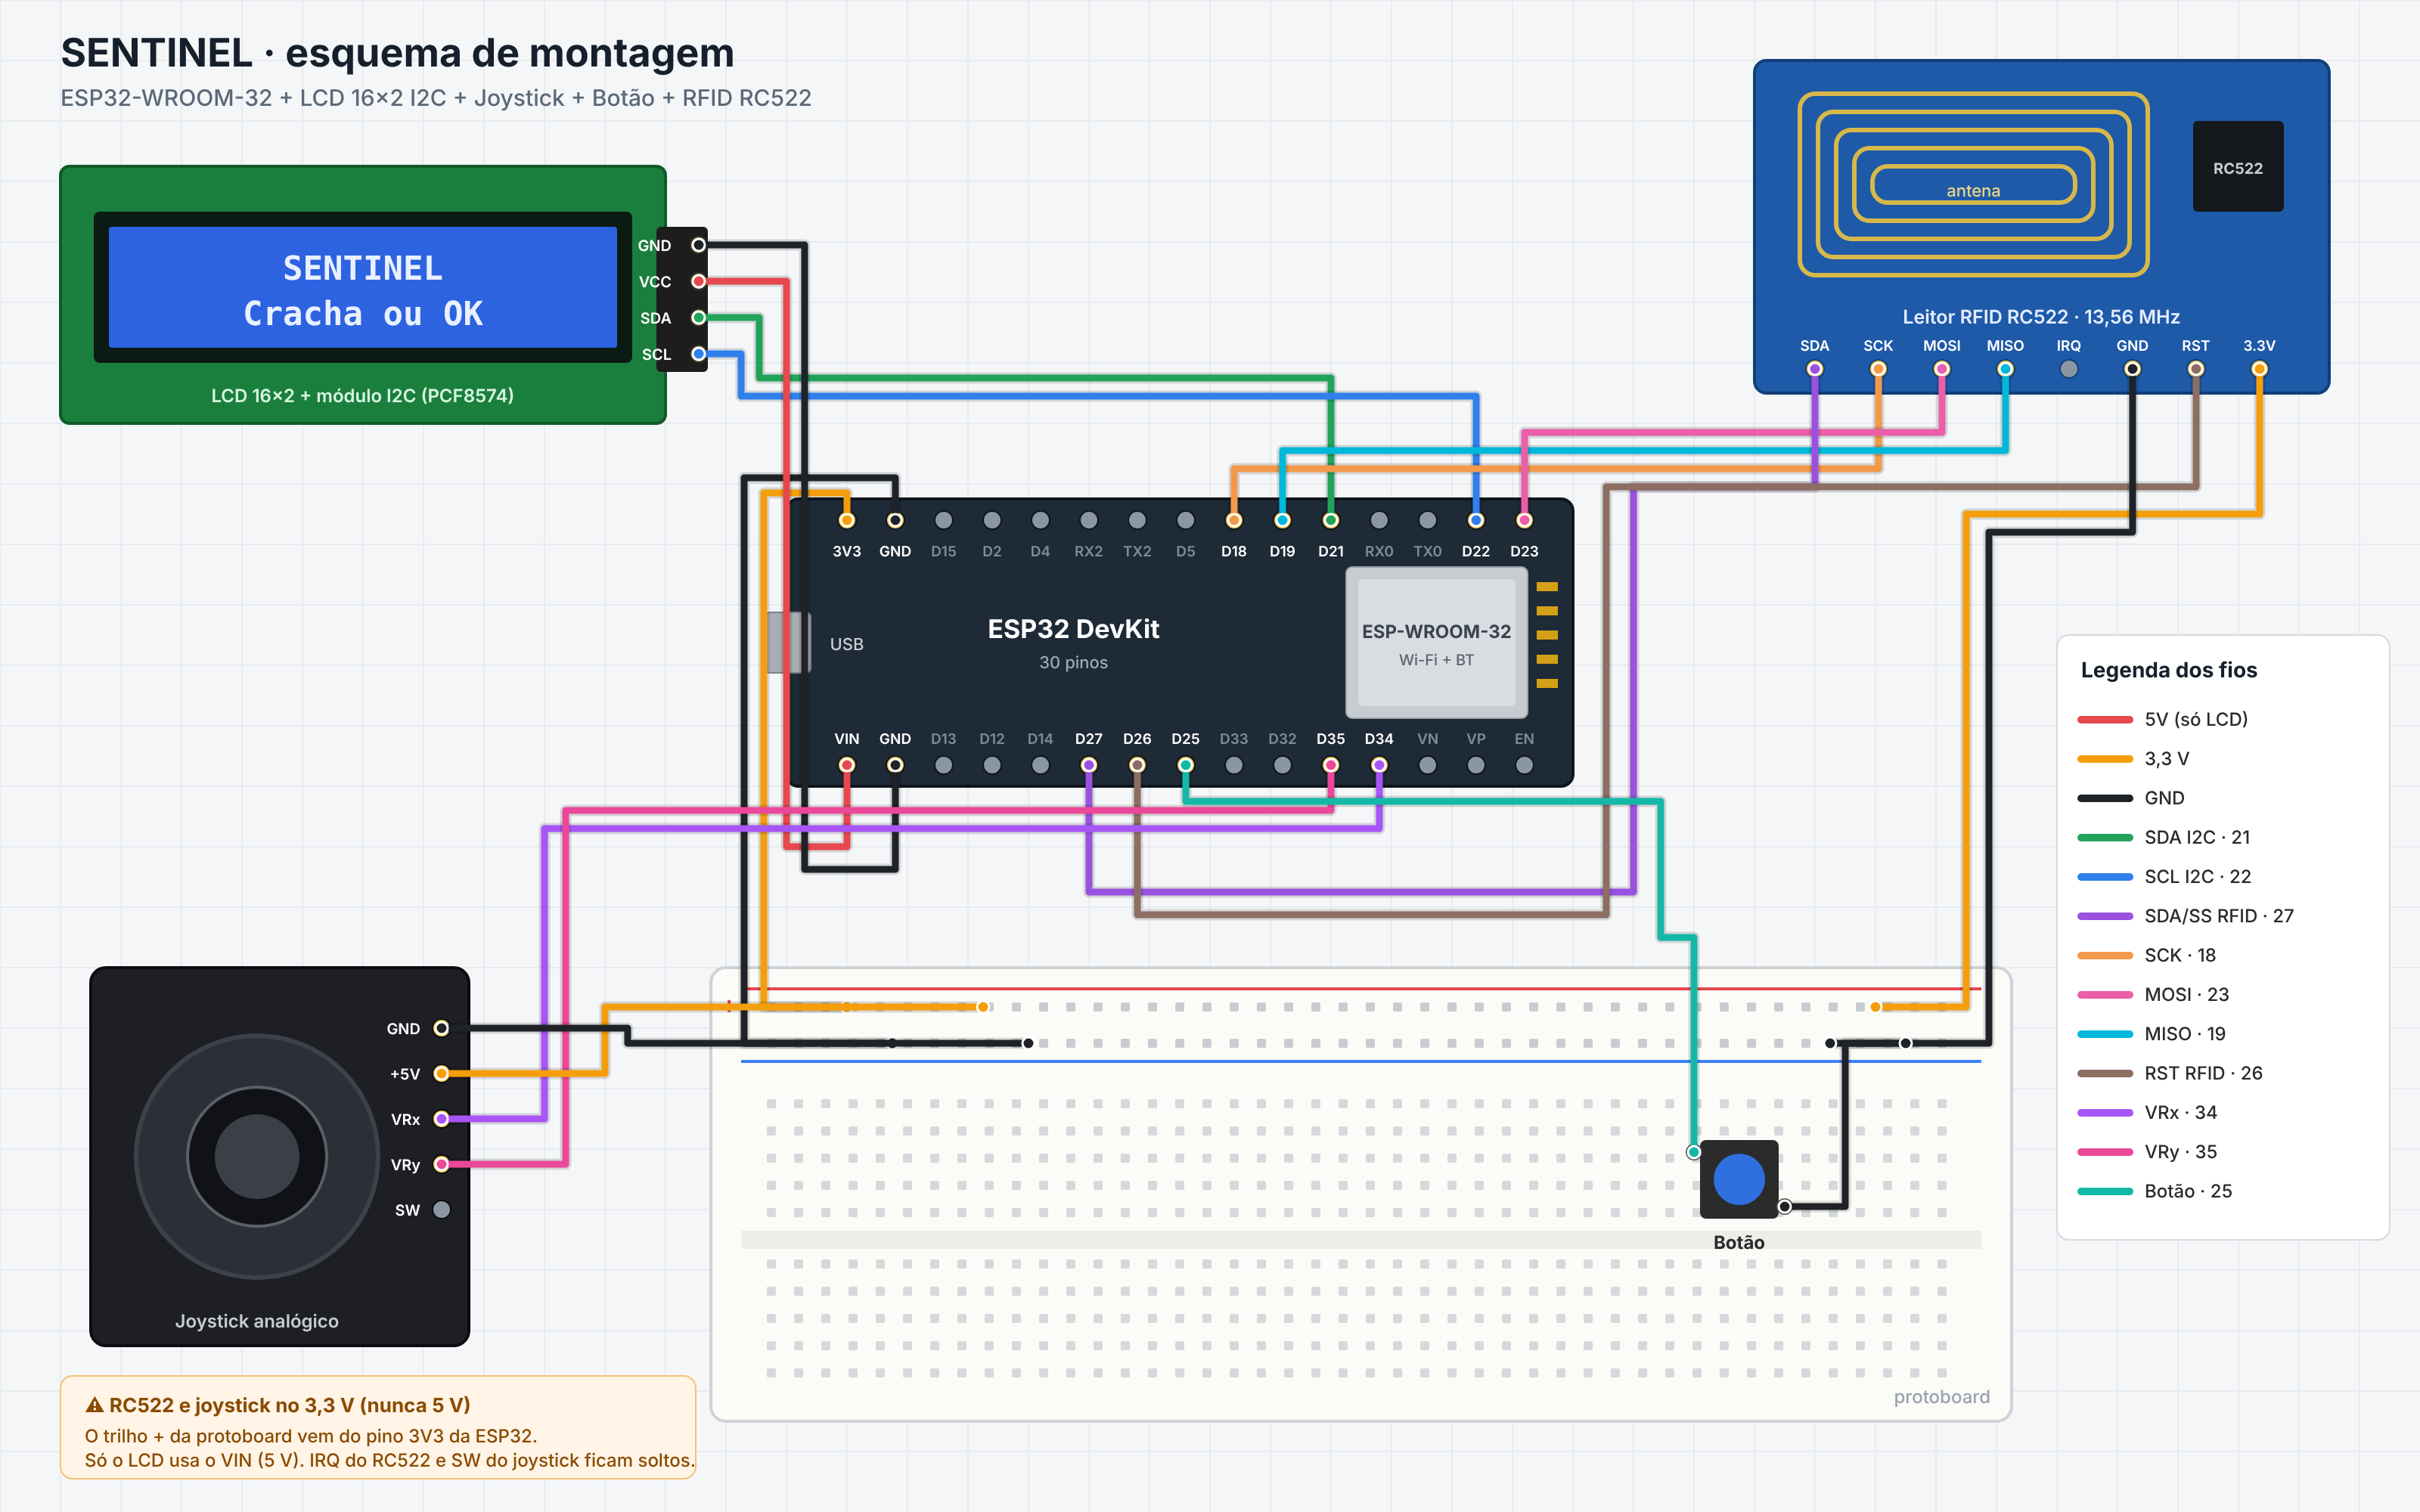 SENTINEL · esquema de montagem
ESP32-WROOM-32 + LCD 16×2 I2C + Joystick + Botão + RFID RC522
SENTINEL
Cracha ou OK
LCD 16×2 + módulo I2C (PCF8574)
GND
VCC
SDA
SCL
antena
RC522
Leitor RFID RC522 · 13,56 MHz
SDA SCK MOSI MISO IRQ GND RST 3.3V
3V3 GND D15 D2 D4 RX2 TX2 D5 D18 D19 D21 RX0 TX0 D22 D23
USB
ESP32 DevKit
30 pinos
ESP-WROOM-32
Wi-Fi + BT
VIN GND D13 D12 D14 D27 D26 D25 D33 D32 D35 D34 VN VP EN
Legenda dos fios
5V (só LCD)
3,3 V
GND
SDA I2C · 21
SCL I2C · 22
SDA/SS RFID · 27
SCK · 18
MOSI · 23
MISO · 19
RST RFID · 26
VRx · 34
VRy · 35
Botão · 25
GND
+5V
VRx
VRy
SW
Joystick analógico
Botão
protoboard
⚠ RC522 e joystick no 3,3 V (nunca 5 V)
O trilho + da protoboard vem do pino 3V3 da ESP32.
Só o LCD usa o VIN (5 V). IRQ do RC522 e SW do joystick ficam soltos.